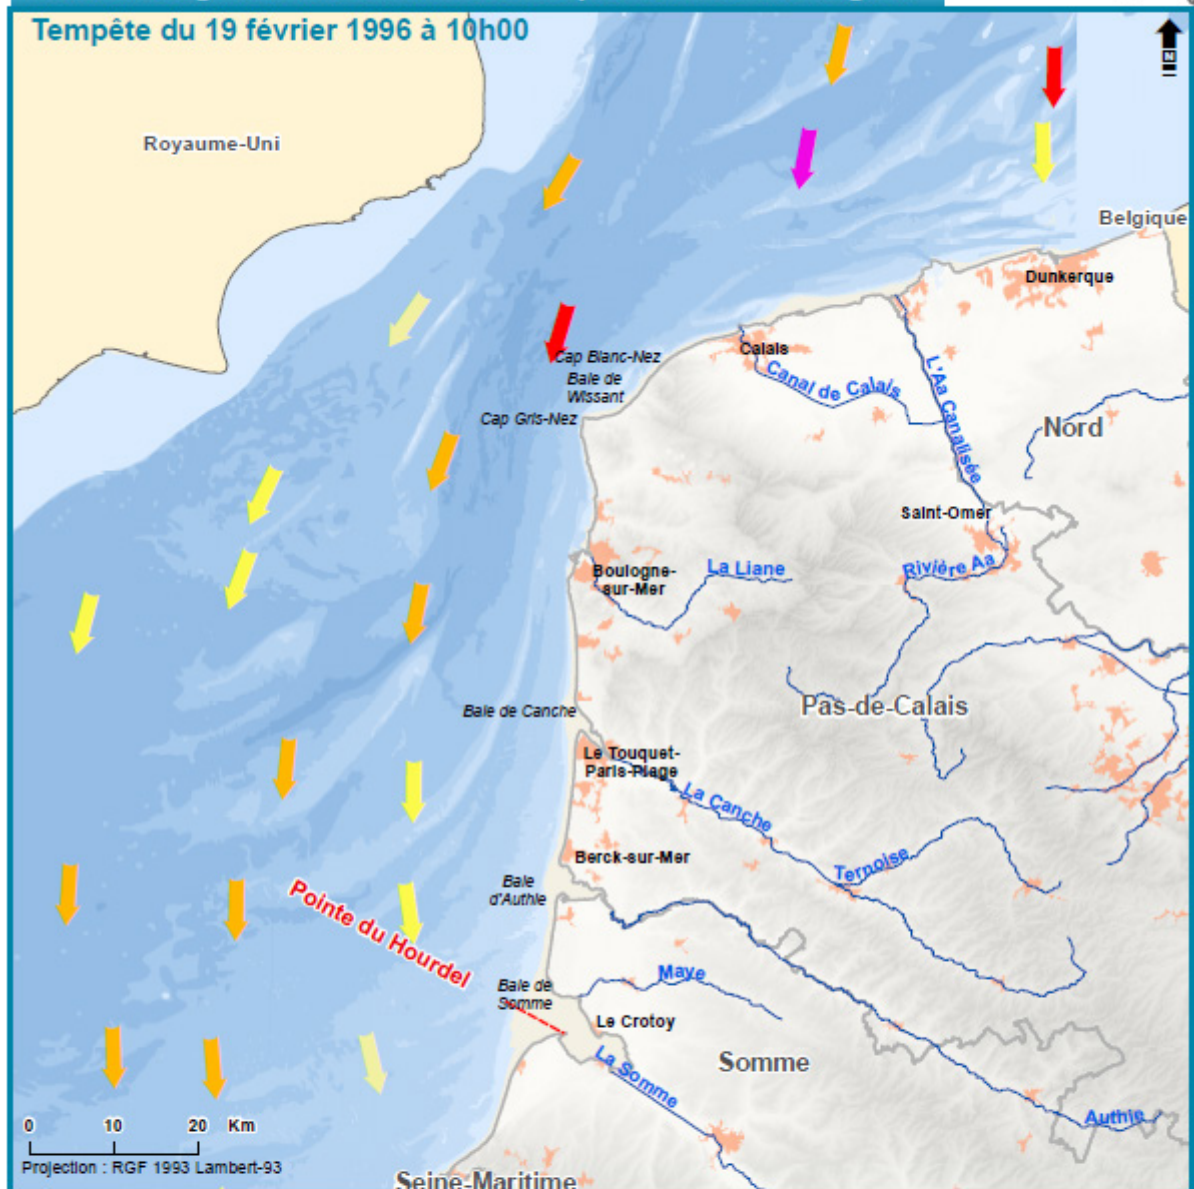 Tempête du 19 février 1996 à 10h00
N
Royaume-Uni
Belgique
Dunkerque
Cap Blanc-Nez
Calais
Baie de
Wissant
Canal de Calais
L'Aa Canalisée
Cap Gris-Nez
Nord
Saint-Omer
Boulogne-
sur-Mer
La Liane
Rivière Aa
Baie de Canche
Pas-de-Calais
Le Touquet-
Paris-Plage
La Canche
Berck-sur-Mer
Ternoise
Baie
d'Authie
Pointe du Hourdel
Maye
Baie de
Somme
Le Crotoy
La Somme
Somme
Authie
0 10 20 Km
Projection : RGF 1993 Lambert-93
Seine-Maritime